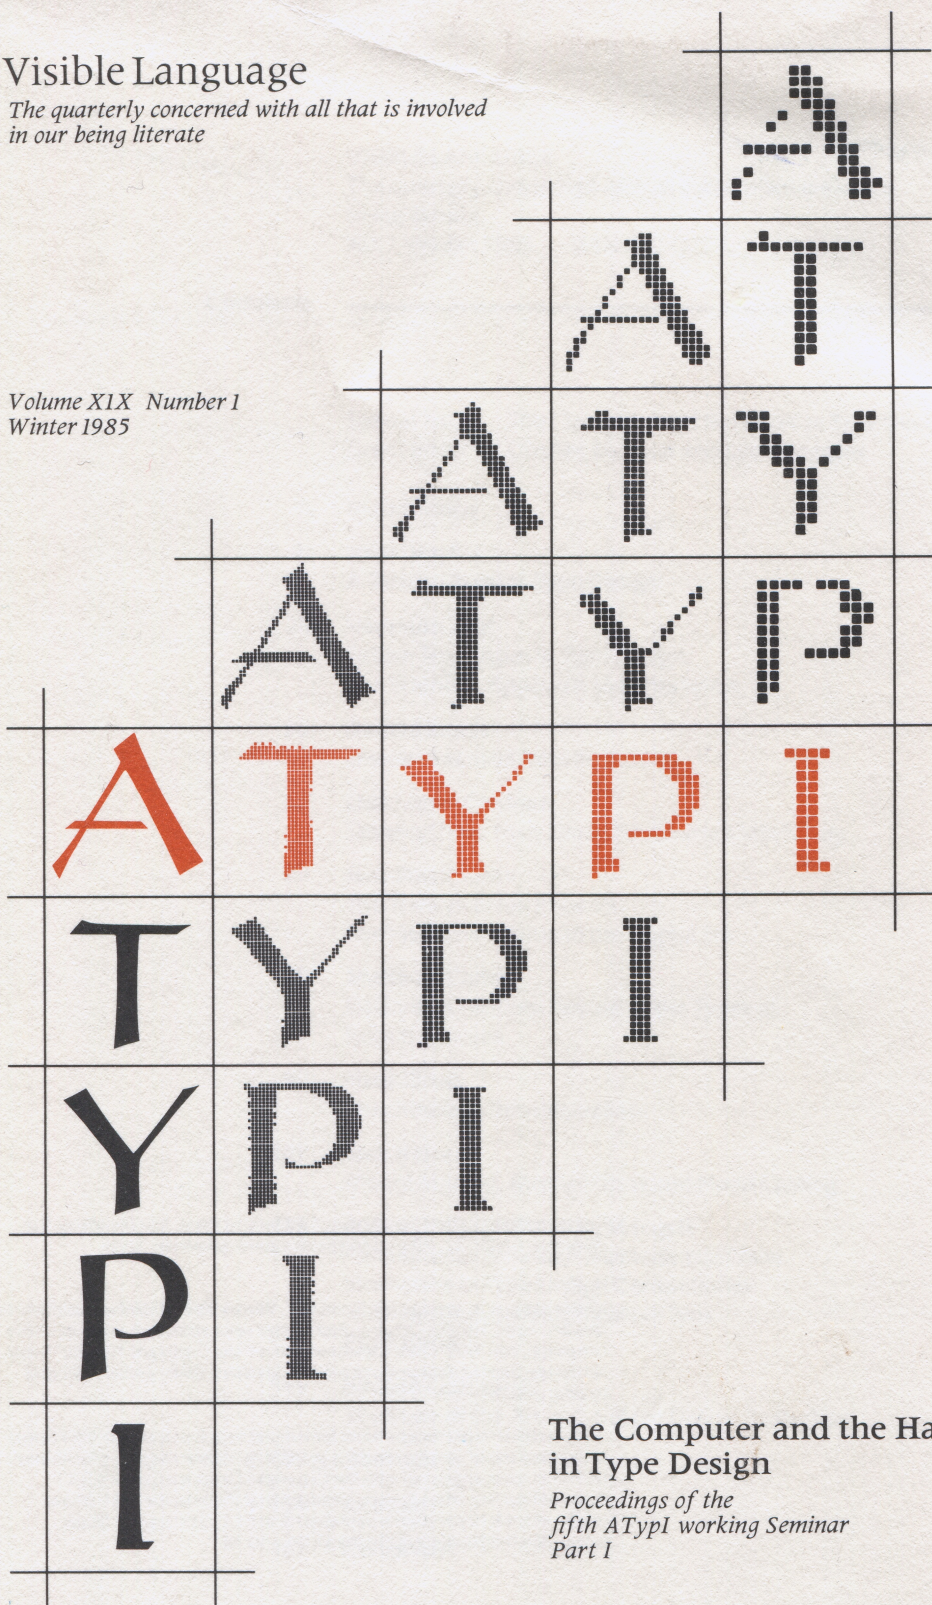 Visible Language
The quarterly concerned with all that is involved
in our being literate
A
A T
Volume XIX Number 1
Winter 1985
A T Y
A T Y P
A T Y P I
T Y P I
Y P I
P I
I
The Computer and the Ha
in Type Design
Proceedings of the
fifth ATypI working Seminar
Part I